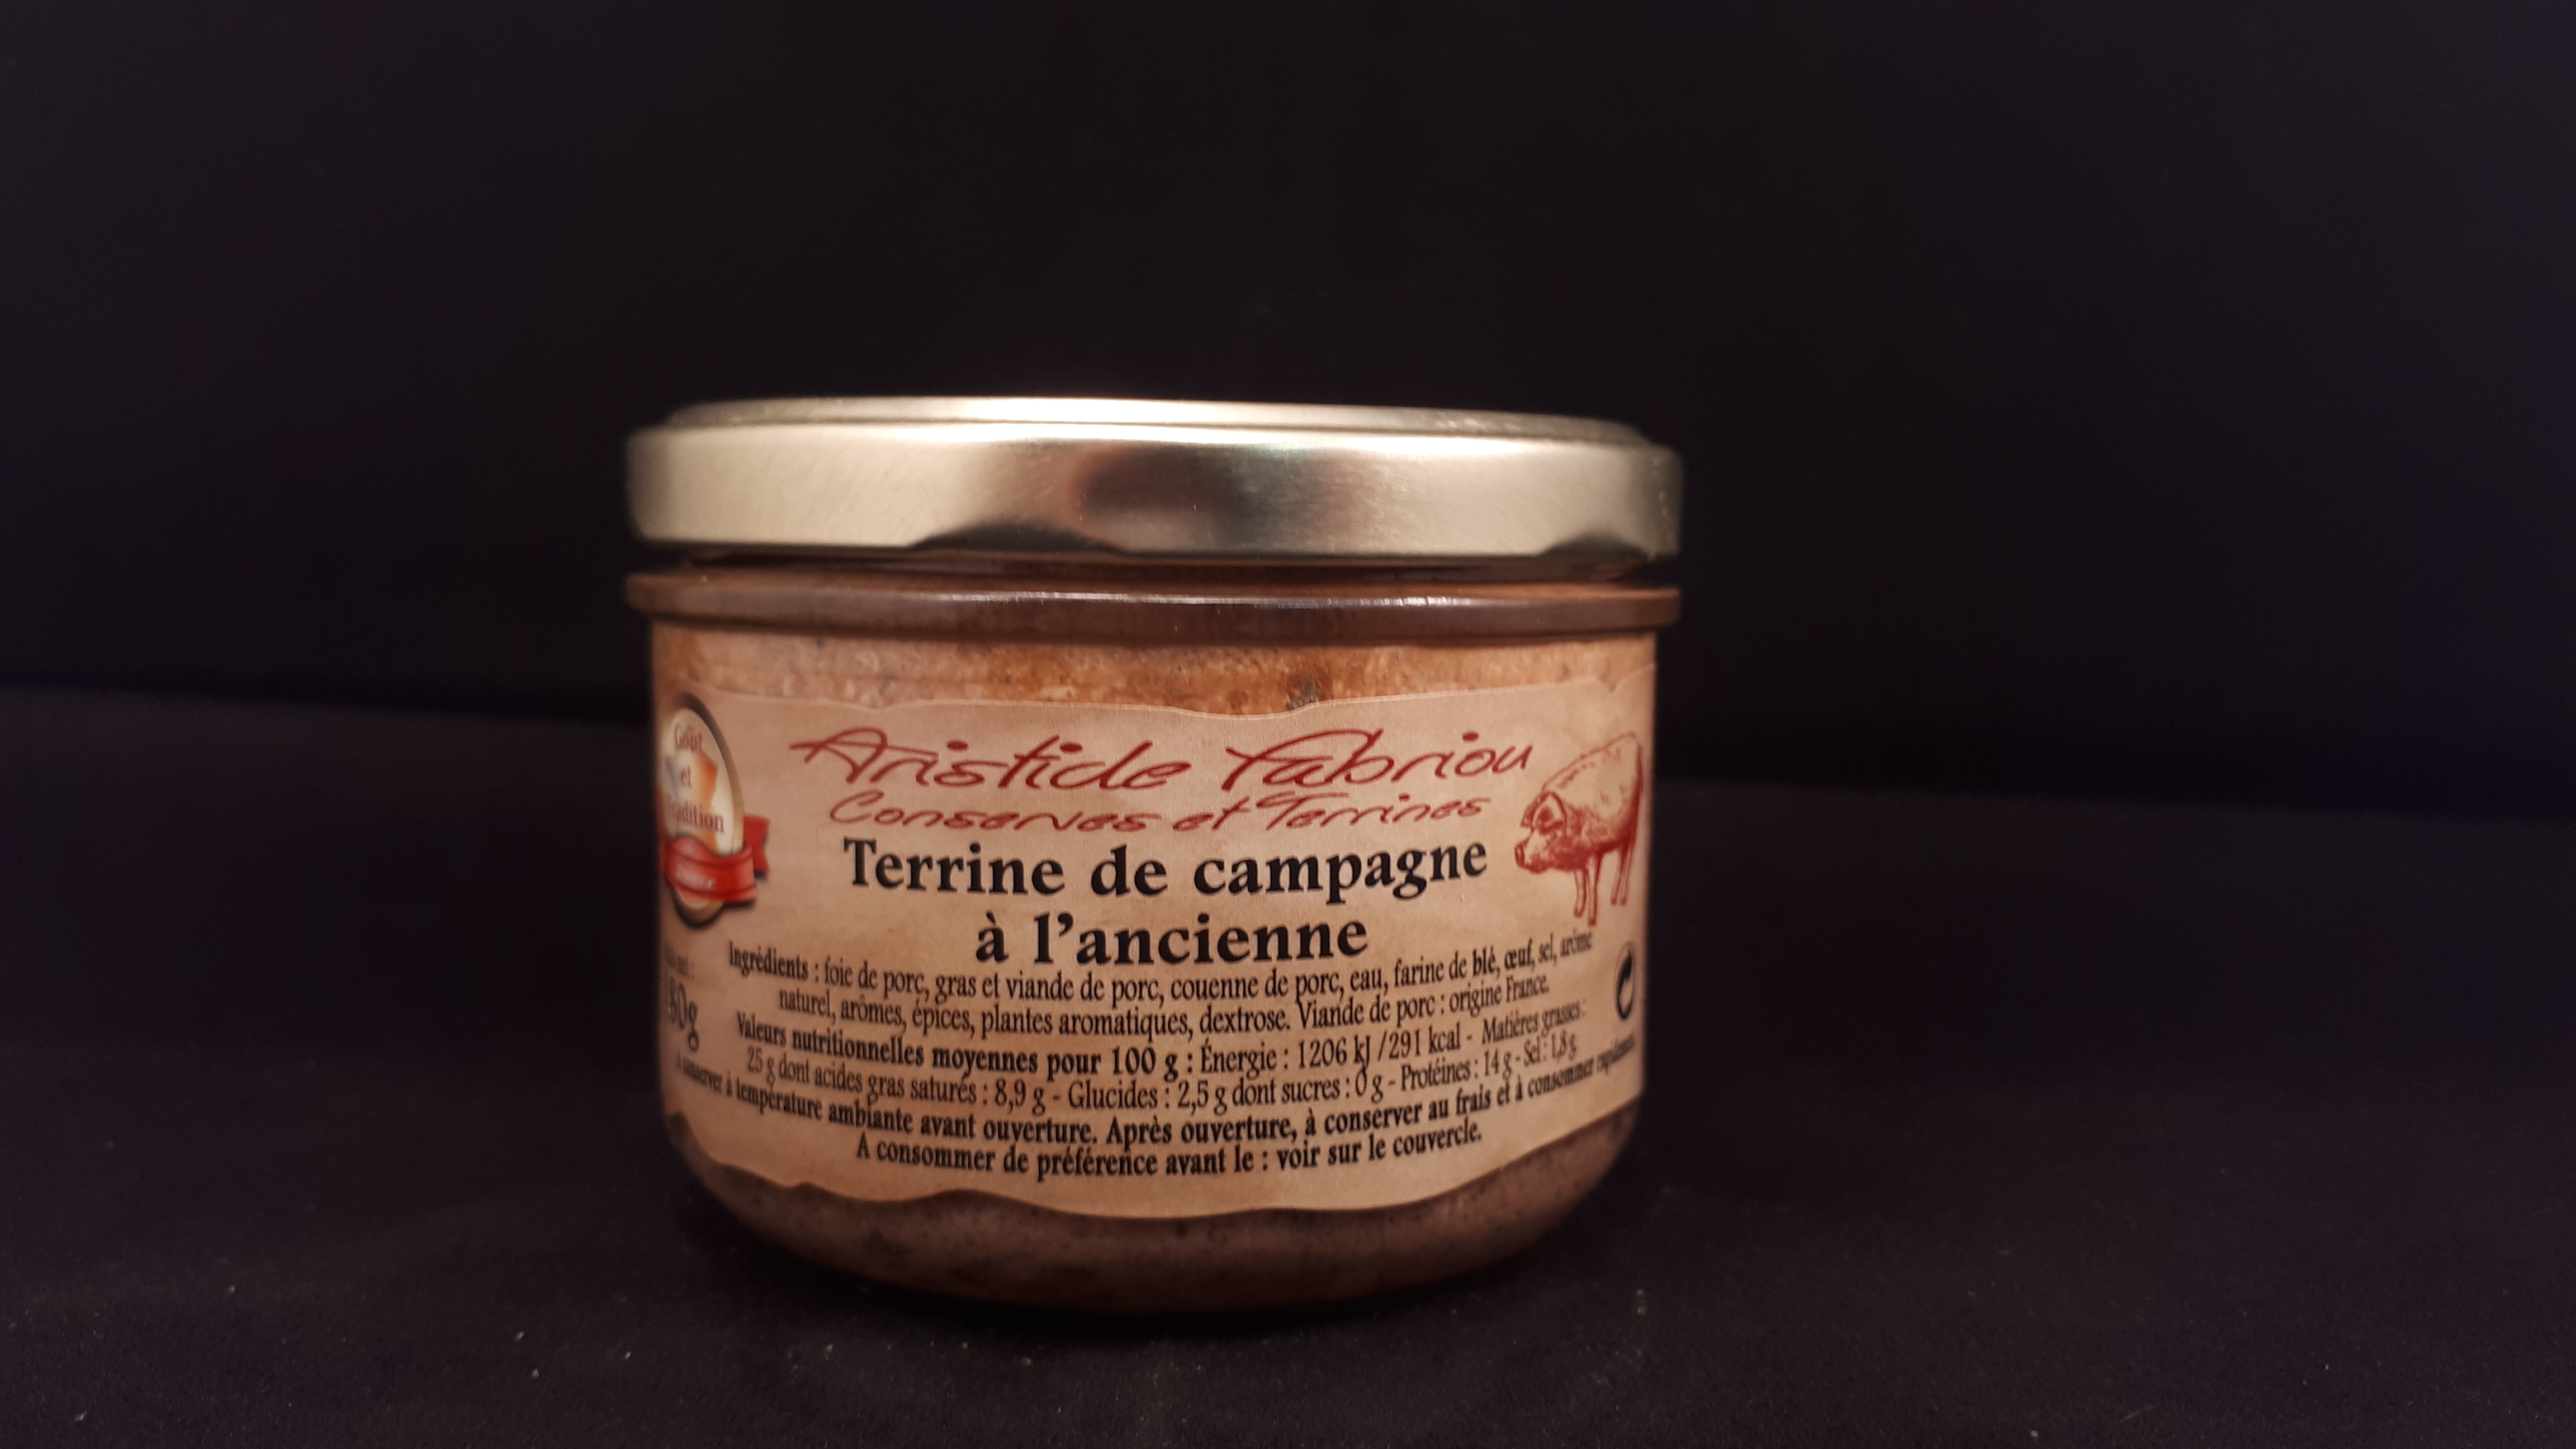 Goût
et
Tradition
Aristide Fabriou
Conserves et Terrines
Terrine de campagne
à l'ancienne
Ingrédients : foie de porc, gras et viande de porc, couenne de porc, eau, farine de blé, œuf, sel, arôme
naturel, arômes, épices, plantes aromatiques, dextrose. Viande de porc : origine France.
Valeurs nutritionnelles moyennes pour 100 g : Énergie : 1206 kJ /291 kcal - Matières grasses :
25 g dont acides gras saturés : 8,9 g - Glucides : 2,5 g dont sucres : 0 g - Protéines : 14 g - Sel : 1,8 g.
À conserver à température ambiante avant ouverture. Après ouverture, à conserver au frais et à consommer rapidement.
A consommer de préférence avant le : voir sur le couvercle.